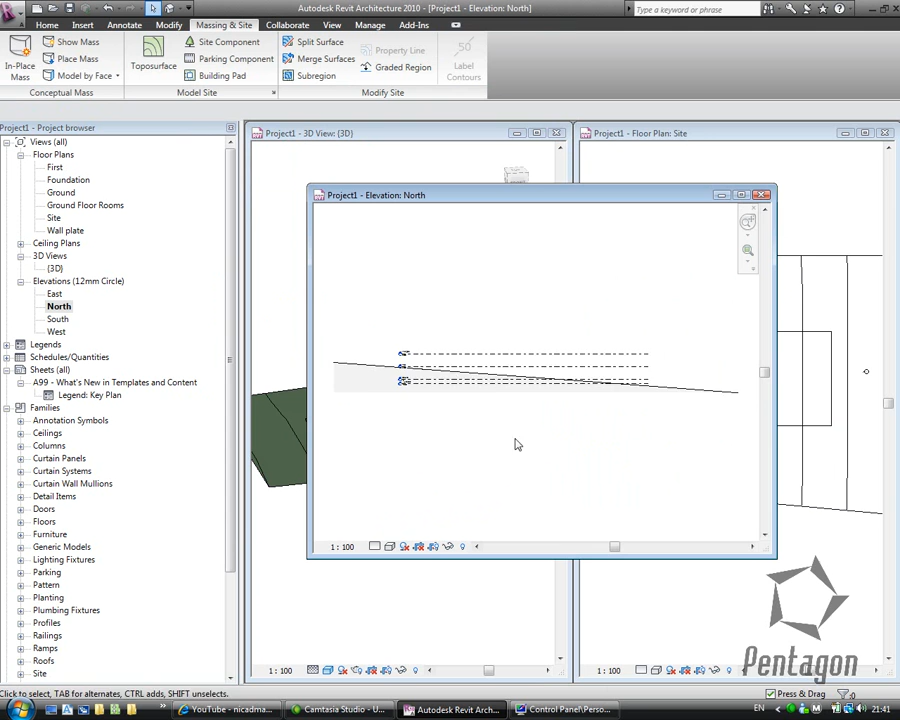 Autodesk Revit Architecture 2010 - [Project1 - Elevation: North]
Type a keyword or phrase
Home Insert Annotate Modify Massing & Site Collaborate View Manage Add-Ins
In-Place Mass
Show Mass
Place Mass
Model by Face
Toposurface
Site Component
Parking Component
Building Pad
Split Surface
Merge Surfaces
Subregion
Property Line
Graded Region
50
Label Contours
Conceptual Mass Model Site Modify Site
Project1 - Project browser
Views (all)
Floor Plans
First
Foundation
Ground
Ground Floor Rooms
Site
Wall plate
Ceiling Plans
3D Views
{3D}
Elevations (12mm Circle)
East
North
South
West
Legends
Schedules/Quantities
Sheets (all)
A99 - What's New in Templates and Content
Legend: Key Plan
Families
Annotation Symbols
Ceilings
Columns
Curtain Panels
Curtain Systems
Curtain Wall Mullions
Detail Items
Doors
Floors
Furniture
Generic Models
Lighting Fixtures
Parking
Pattern
Planting
Plumbing Fixtures
Profiles
Railings
Ramps
Roofs
Site
Project1 - 3D View: {3D}
Project1 - Floor Plan: Site
Project1 - Elevation: North
1 : 100
1 : 100
1 : 100
Pentagon
Click to select, TAB for alternates, CTRL adds, SHIFT unselects.
Press & Drag
:0
YouTube - nicadma...
Camtasia Studio - U...
Autodesk Revit Arch...
Control Panel\Perso...
EN
21:41